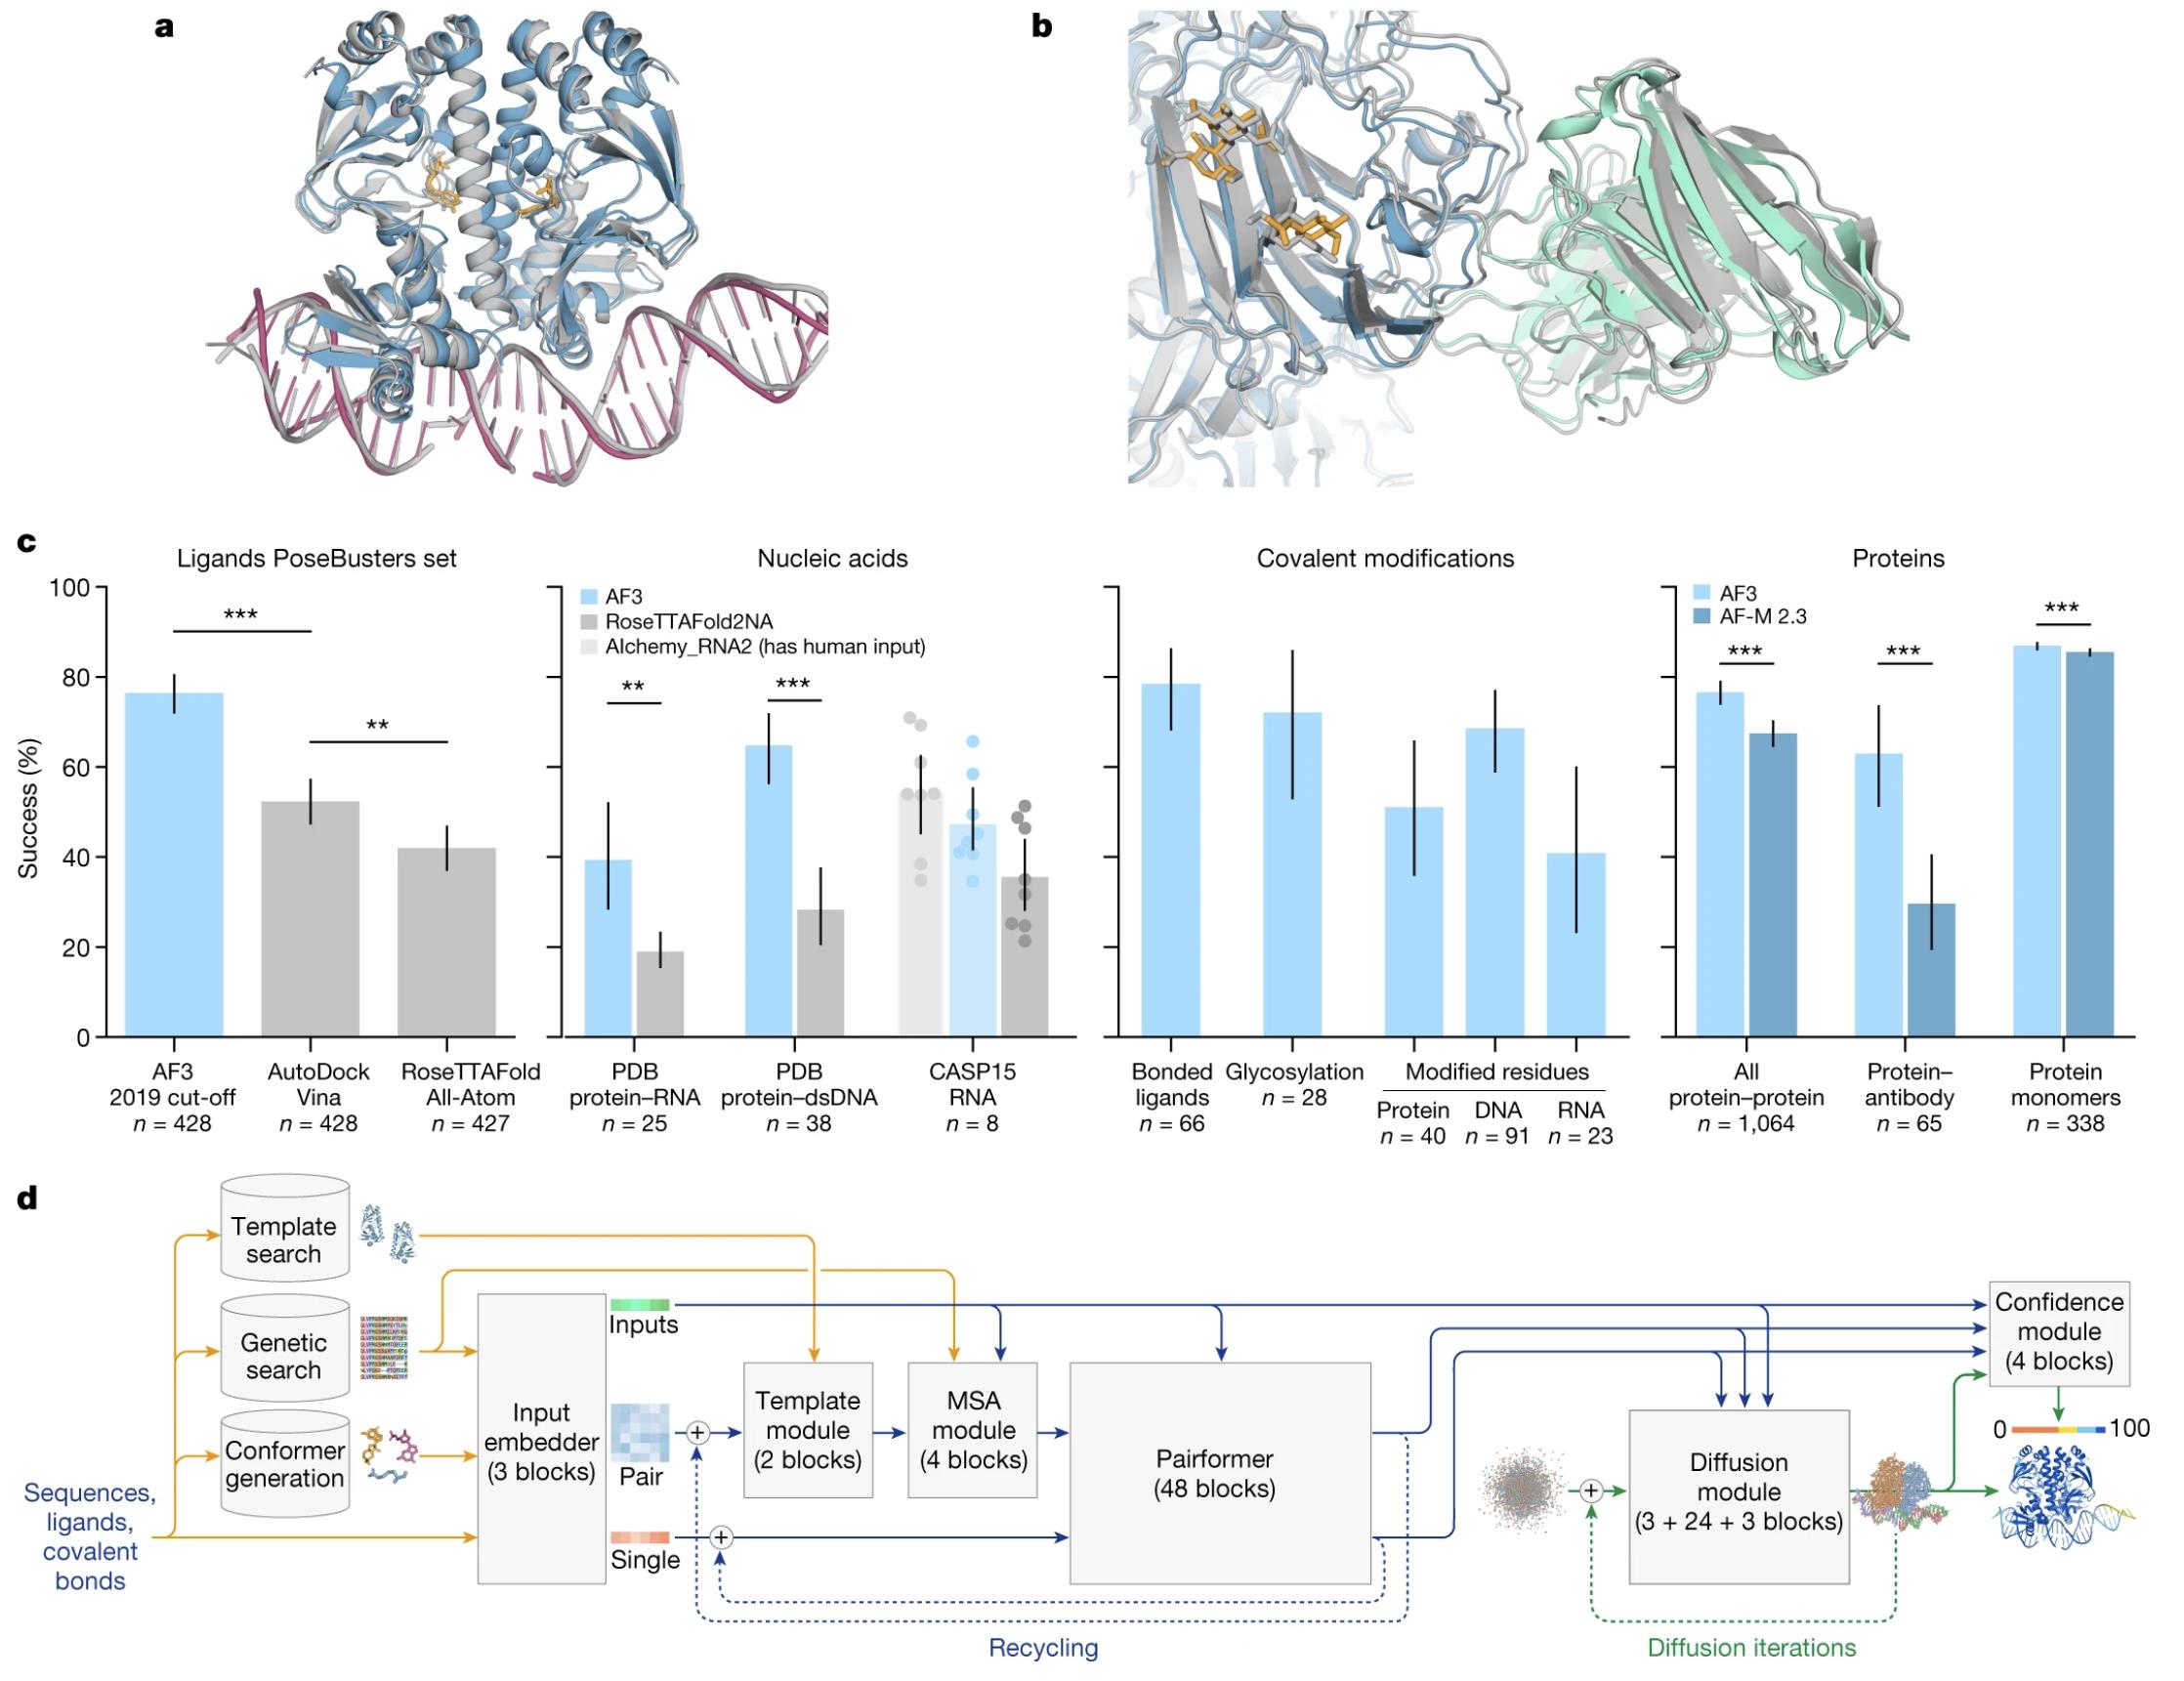 a
b
c
Ligands PoseBusters set
Nucleic acids
Covalent modifications
Proteins
Success (%)
100
80
60
40
20
0
***
**
AF3
2019 cut-off
n = 428
AutoDock
Vina
n = 428
RoseTTAFold
All-Atom
n = 427
AF3
RoseTTAFold2NA
Alchemy_RNA2 (has human input)
**
***
PDB
protein–RNA
n = 25
PDB
protein–dsDNA
n = 38
CASP15
RNA
n = 8
Bonded
ligands
n = 66
Glycosylation
n = 28
Modified residues
Protein
n = 40
DNA
n = 91
RNA
n = 23
AF3
AF-M 2.3
***
***
***
All
protein–protein
n = 1,064
Protein–
antibody
n = 65
Protein
monomers
n = 338
d
Template
search
Genetic
search
Conformer
generation
Sequences,
ligands,
covalent
bonds
Input
embedder
(3 blocks)
Inputs
Pair
Single
Template
module
(2 blocks)
MSA
module
(4 blocks)
Pairformer
(48 blocks)
Diffusion
module
(3 + 24 + 3 blocks)
Confidence
module
(4 blocks)
0
100
Recycling
Diffusion iterations